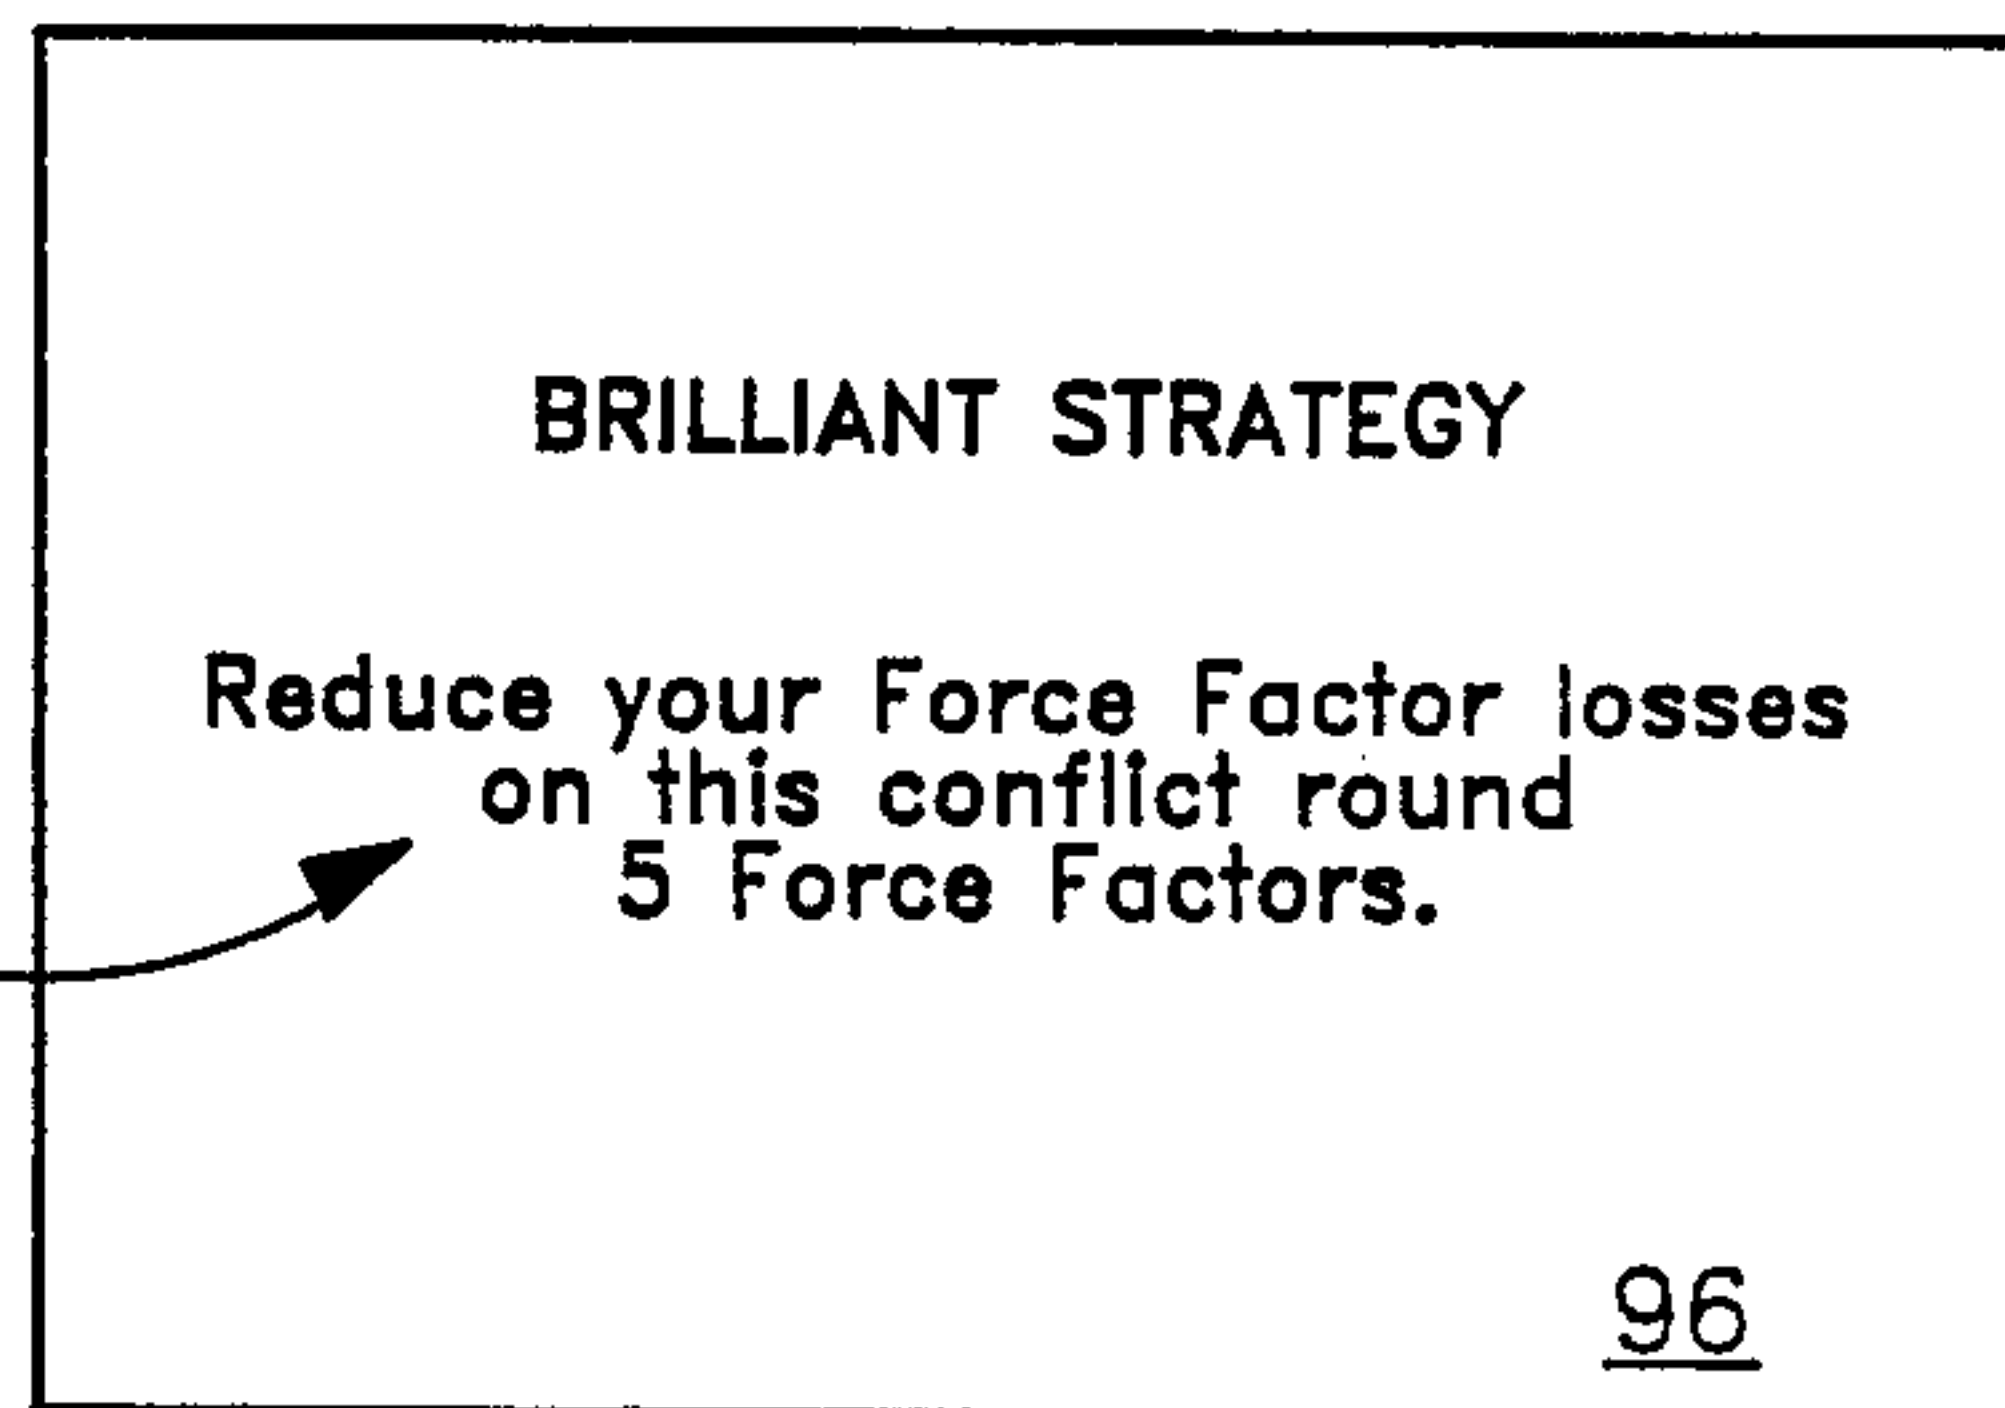 BRILLIANT STRATEGY
Reduce your Force Factor losses
on this conflict round
5 Force Factors.
96